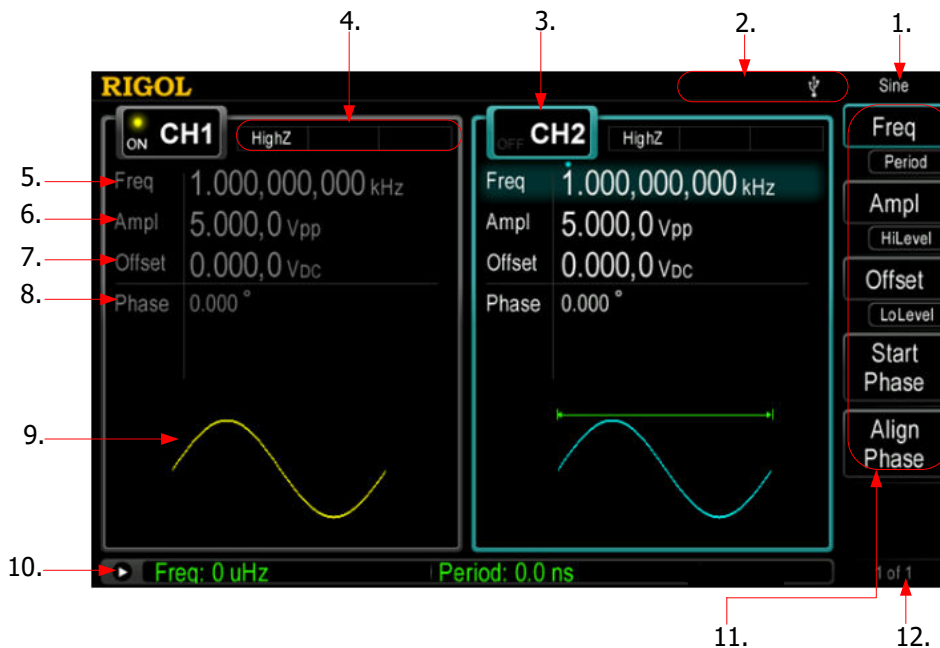 4.
2.
1.
3.
RIGOL
Sine
ON CH1 HighZ
OFF CH2 HighZ
Freq
Period
5. Freq 1.000,000,000 kHz
Freq 1.000,000,000 kHz
6. Ampl 5.000,0 Vpp
Ampl 5.000,0 Vpp
Ampl
HiLevel
7. Offset 0.000,0 VDC
Offset 0.000,0 VDC
Offset
LoLevel
8. Phase 0.000 °
Phase 0.000 °
Start
Phase
Align
Phase
9.
10. Freq: 0 uHz Period: 0.0 ns
1 of 1
11.
12.